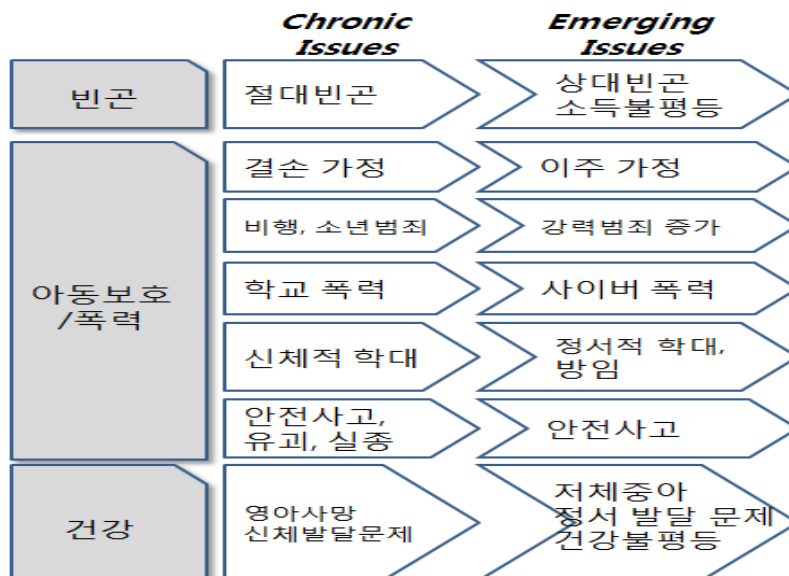 Chronic Issues
Emerging Issues
빈곤
절대빈곤
상대빈곤
소득불평등
아동보호
/폭력
결손 가정
이주 가정
비행, 소년범죄
강력범죄 증가
학교 폭력
사이버 폭력
신체적 학대
정서적 학대,
방임
안전사고,
유괴, 실종
안전사고
건강
영아사망
신체발달문제
저체중아
정서 발달 문제
건강불평등